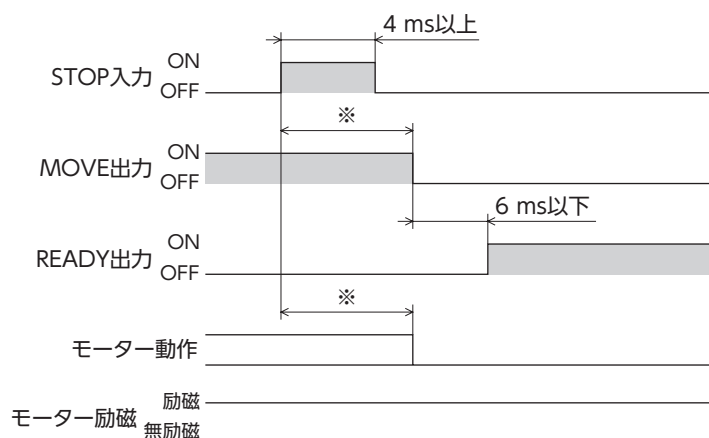 4 ms以上
STOP入力 ON
OFF
※
MOVE出力 ON
OFF
6 ms以下
READY出力 ON
OFF
※
モーター動作
モーター励磁 励磁
無励磁